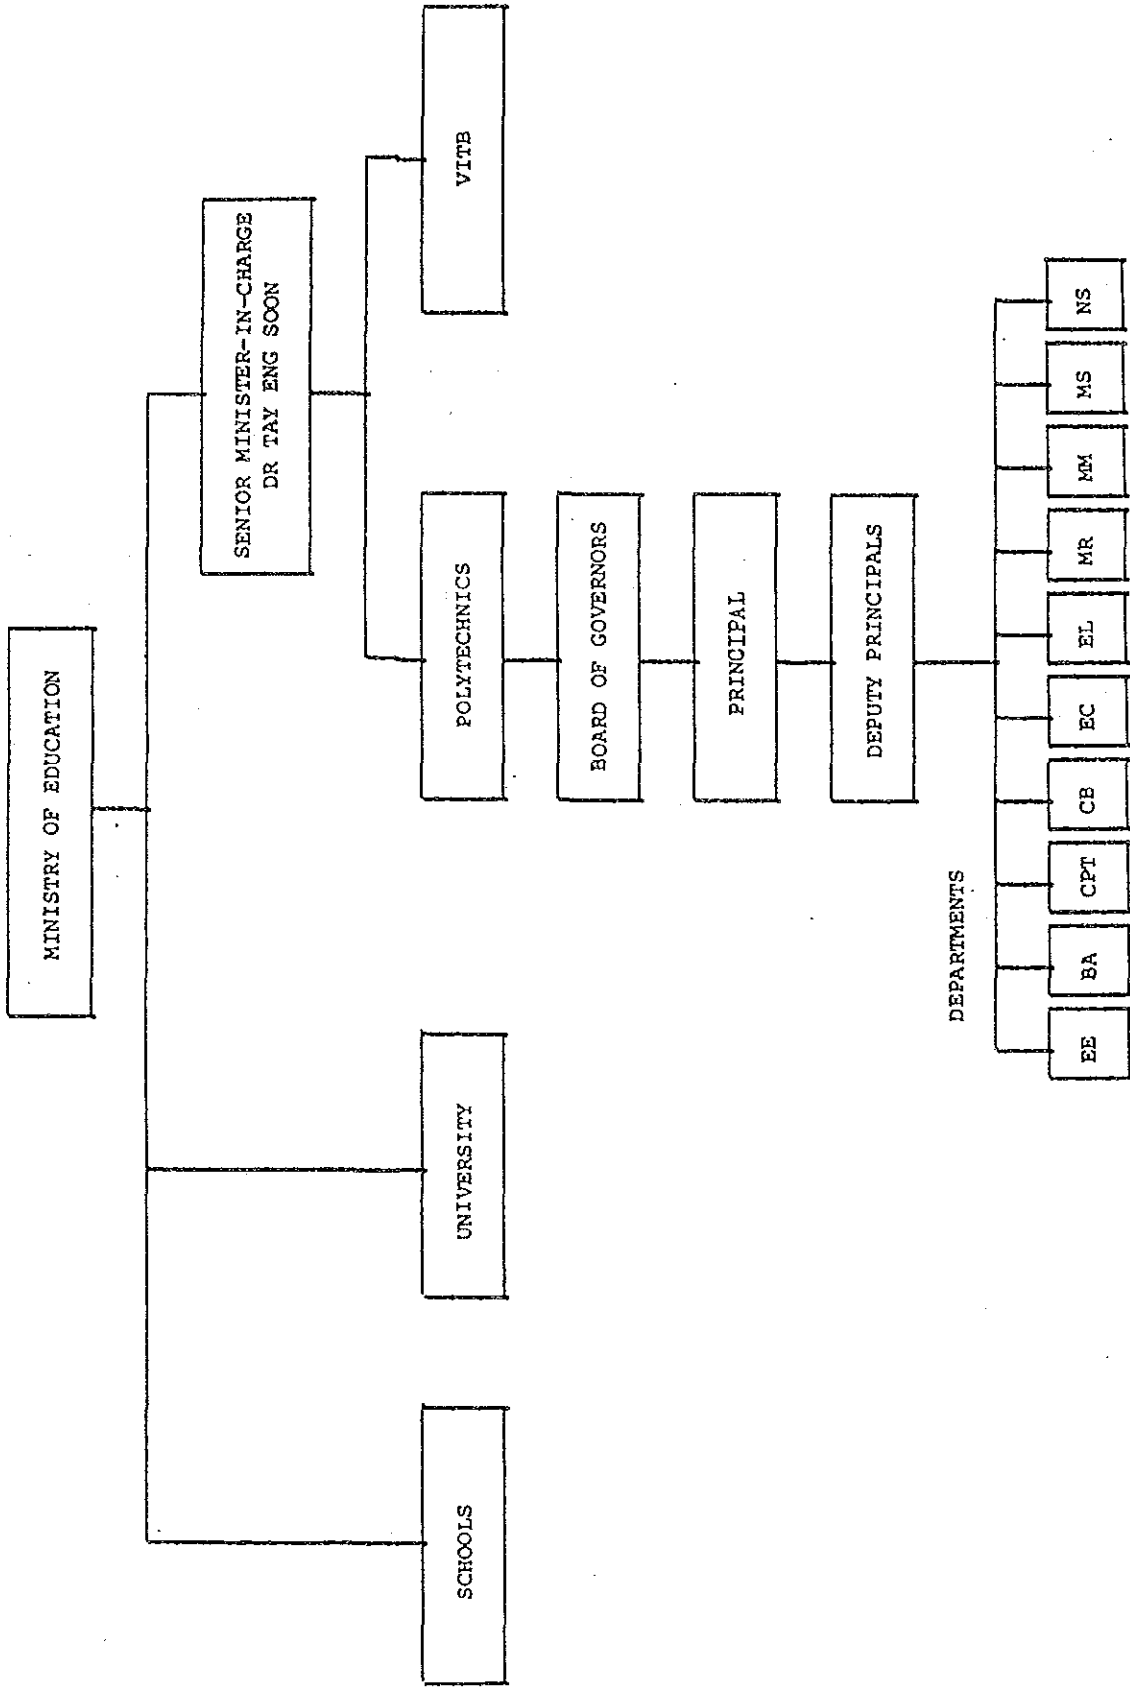 MINISTRY OF EDUCATION
SENIOR MINISTER-IN-CHARGE
DR TAY ENG SOON
SCHOOLS
UNIVERSITY
POLYTECHNICS
VITB
BOARD OF GOVERNORS
PRINCIPAL
DEPUTY PRINCIPALS
DEPARTMENTS
EE
BA
CPT
CB
EC
EL
MR
MM
MS
NS